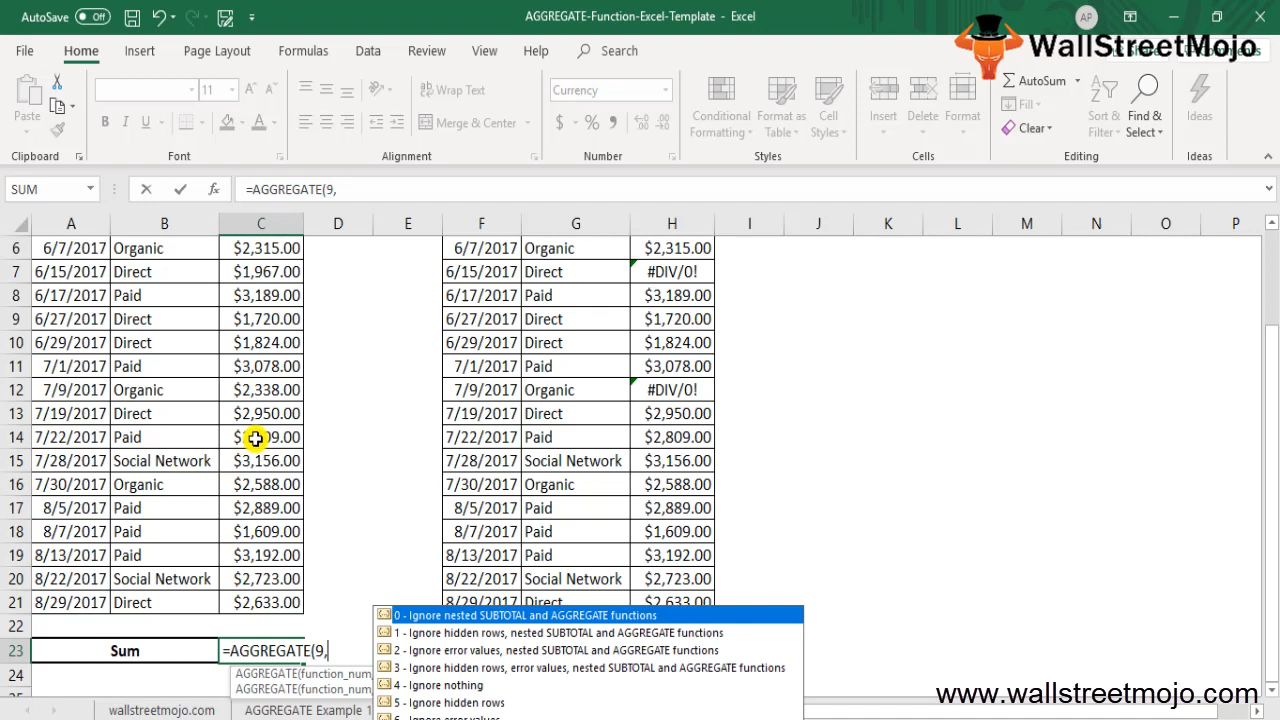 AutoSave Off AGGREGATE-Function-Excel-Template - Excel AP
WallStreetMojo
File Home Insert Page Layout Formulas Data Review View Help Search
11 Wrap Text Currency AutoSum
Paste B I U Merge & Center $ % Conditional Formatting Format as Table Cell Styles Insert Delete Format Fill Clear Sort & Filter Find & Select Ideas
Clipboard Font Alignment Number Styles Cells Editing Ideas
SUM =AGGREGATE(9,
A B C D E F G H I J K L M N O P
6 6/7/2017 Organic $2,315.00 6/7/2017 Organic $2,315.00
7 6/15/2017 Direct $1,967.00 6/15/2017 Direct #DIV/0!
8 6/17/2017 Paid $3,189.00 6/17/2017 Paid $3,189.00
9 6/27/2017 Direct $1,720.00 6/27/2017 Direct $1,720.00
10 6/29/2017 Direct $1,824.00 6/29/2017 Direct $1,824.00
11 7/1/2017 Paid $3,078.00 7/1/2017 Paid $3,078.00
12 7/9/2017 Organic $2,338.00 7/9/2017 Organic #DIV/0!
13 7/19/2017 Direct $2,950.00 7/19/2017 Direct $2,950.00
14 7/22/2017 Paid 7/22/2017 Paid $2,809.00
15 7/28/2017 Social Network $3,156.00 7/28/2017 Social Network $3,156.00
16 7/30/2017 Organic $2,588.00 7/30/2017 Organic $2,588.00
17 8/5/2017 Paid $2,889.00 8/5/2017 Paid $2,889.00
18 8/7/2017 Paid $1,609.00 8/7/2017 Paid $1,609.00
19 8/13/2017 Paid $3,192.00 8/13/2017 Paid $3,192.00
20 8/22/2017 Social Network $2,723.00 8/22/2017 Social Network $2,723.00
21 8/29/2017 Direct $2,633.00 8/29/2017 Direct $2,633.00
22 0 - Ignore nested SUBTOTAL and AGGREGATE functions
1 - Ignore hidden rows, nested SUBTOTAL and AGGREGATE functions
23 Sum =AGGREGATE(9, 2 - Ignore error values, nested SUBTOTAL and AGGREGATE functions
24 AGGREGATE(function_num, 3 - Ignore hidden rows, error values, nested SUBTOTAL and AGGREGATE functions
AGGREGATE(function_num, 4 - Ignore nothing
5 - Ignore hidden rows
www.wallstreetmojo.com
wallstreetmojo.com AGGREGATE Example 1
6 - Ignore error values